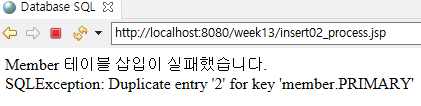 Database SQL
http://localhost:8080/week13/insert02_process.jsp
Member 테이블 삽입이 실패했습니다.
SQLException: Duplicate entry '2' for key 'member.PRIMARY'